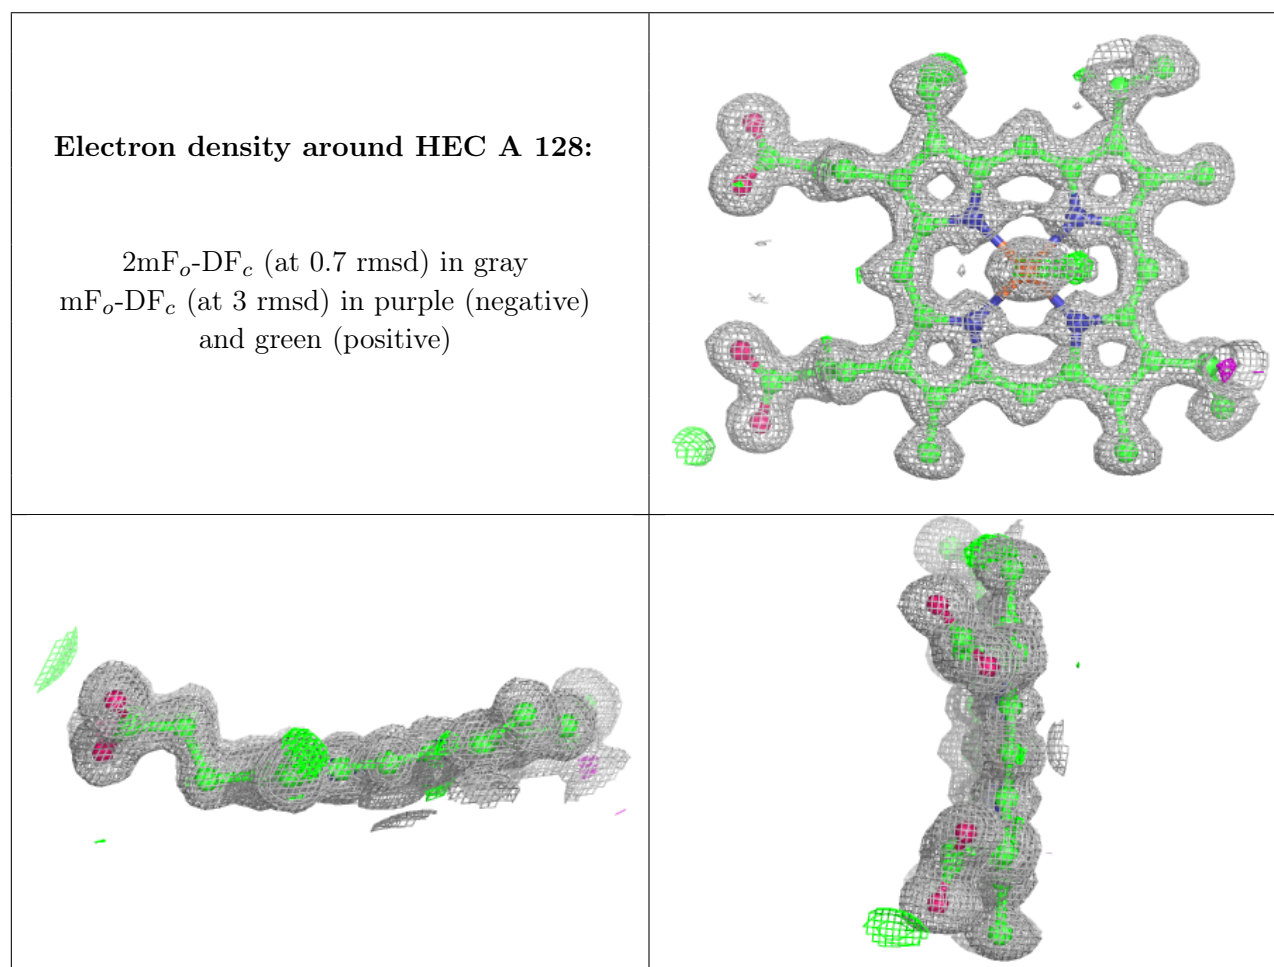 Electron density around HEC A 128:
2mFo-DFc (at 0.7 rmsd) in gray
mFo-DFc (at 3 rmsd) in purple (negative)
and green (positive)